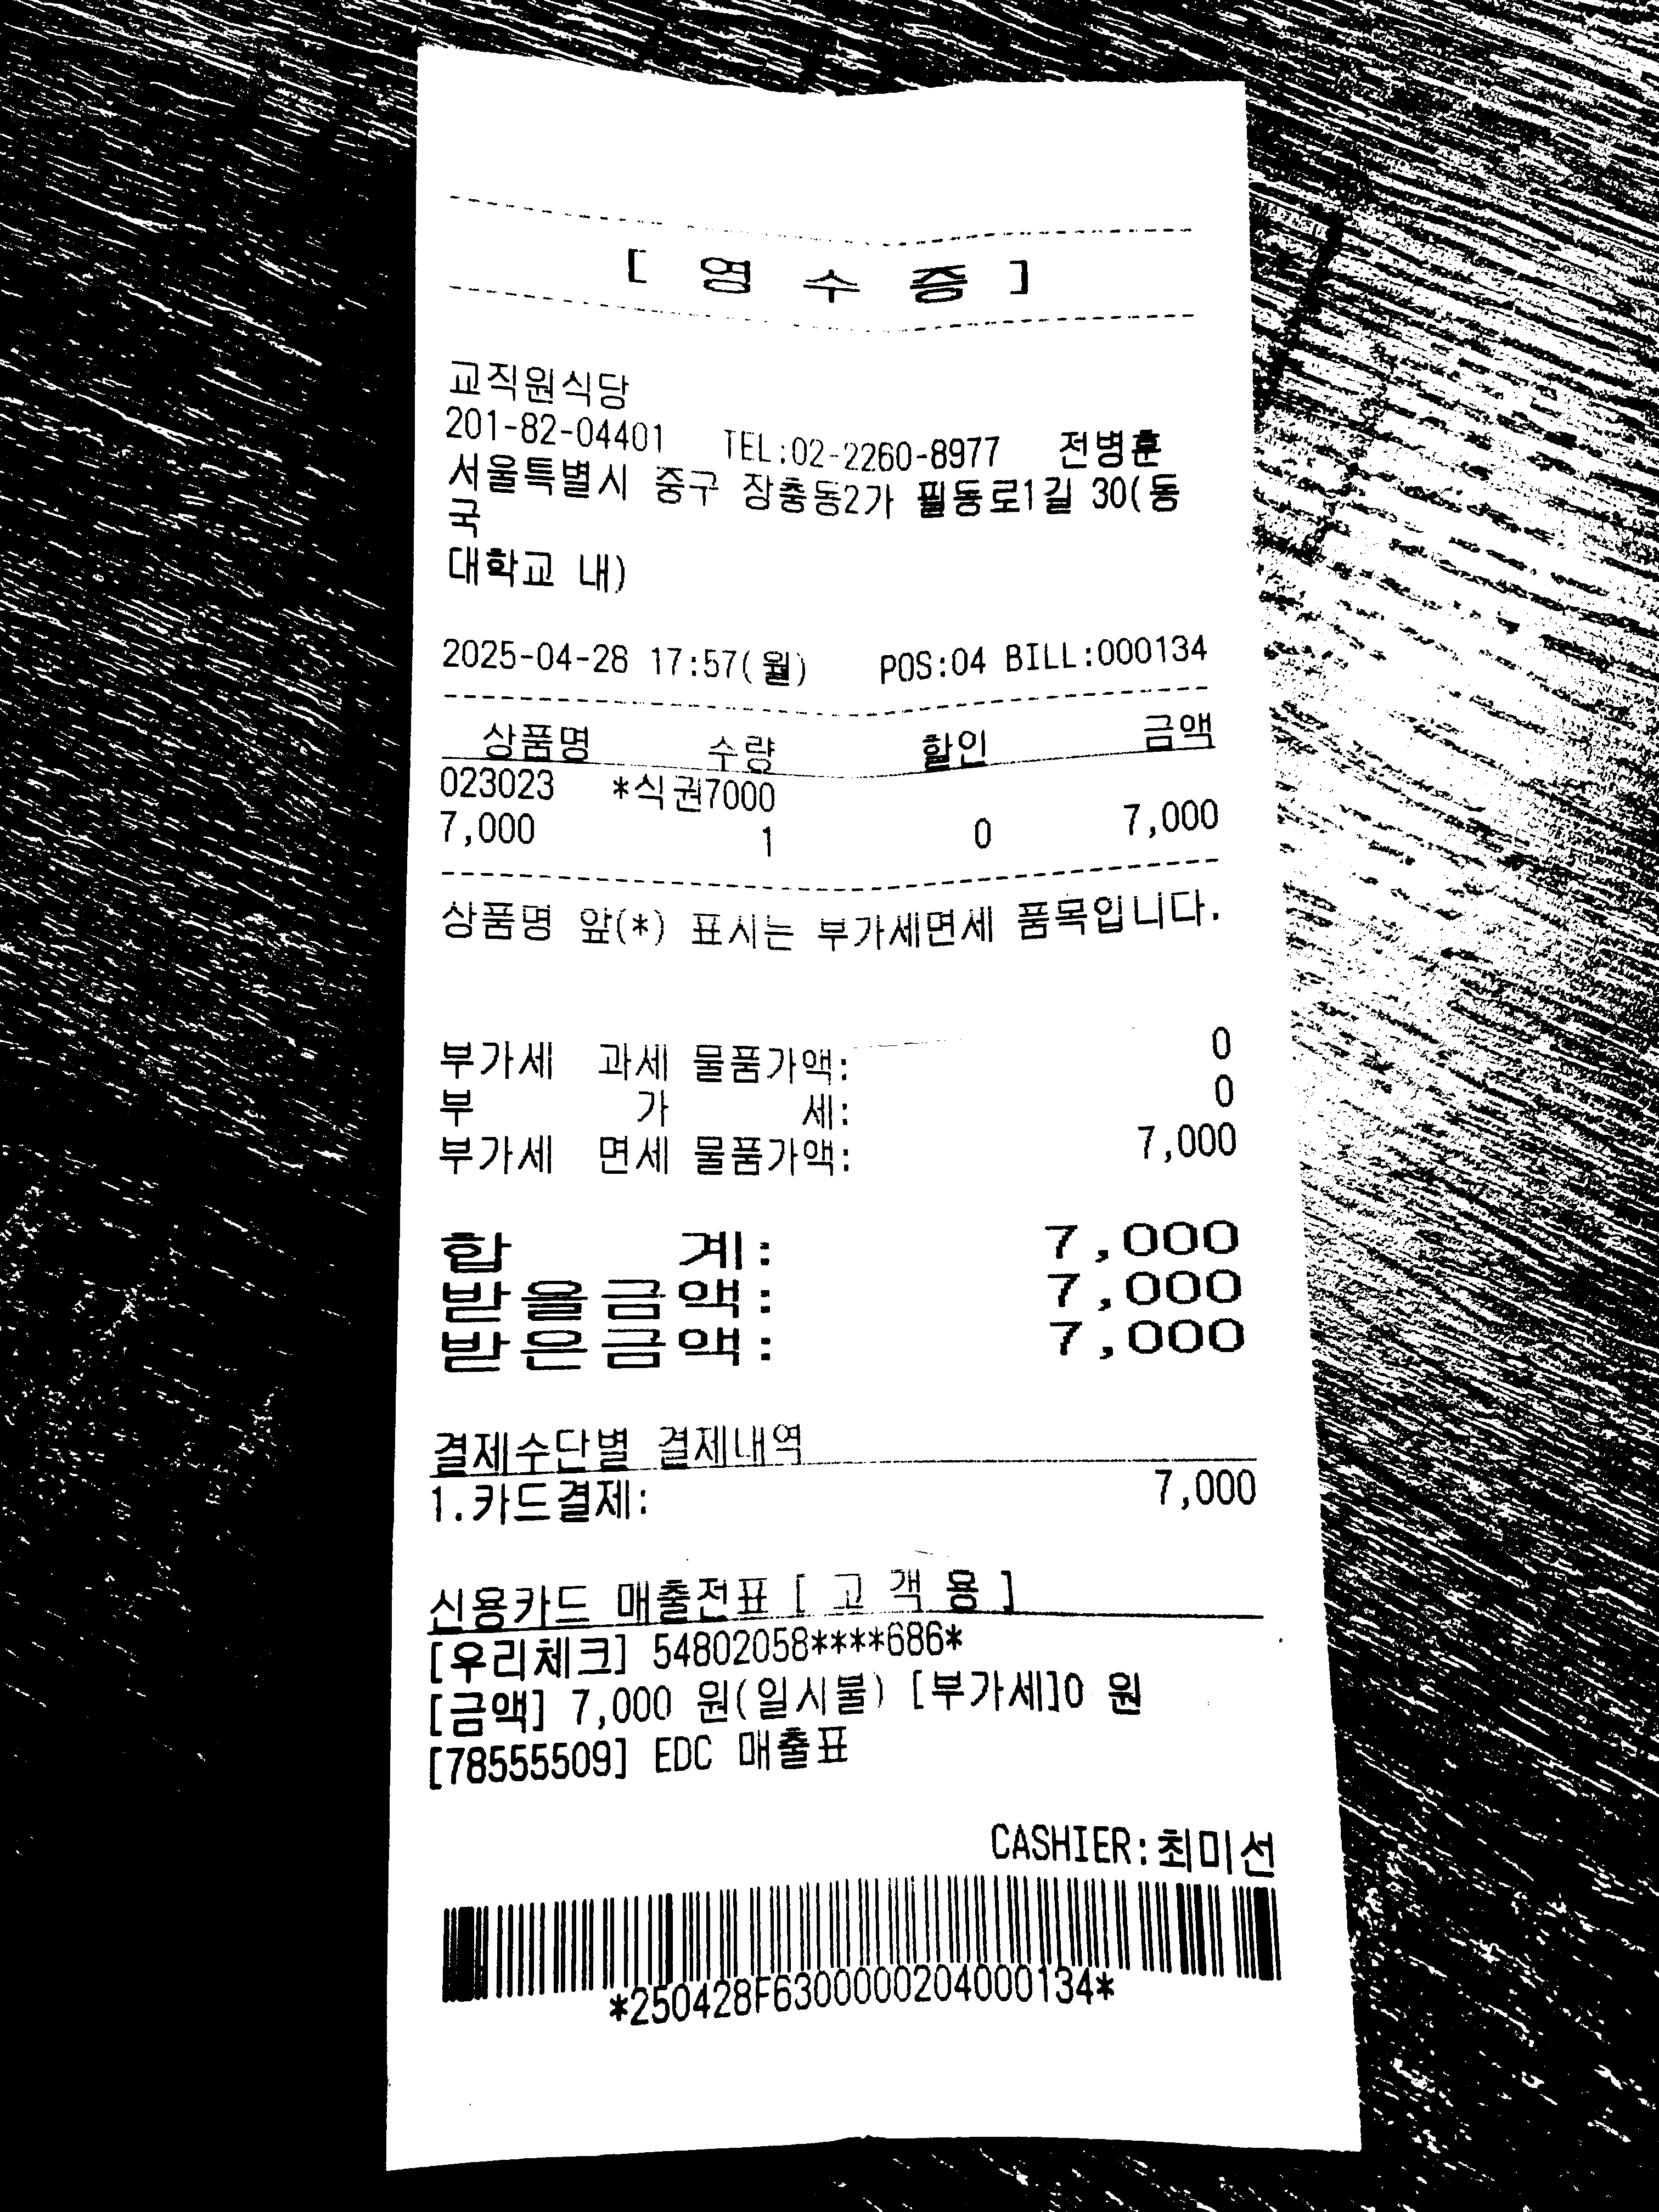 [ 영 수 증 ]
교직원식당
201-82-04401 TEL:02-2260-8977 전병훈
서울특별시 중구 장충동2가 필동로1길 30(동
국
대학교 내)
2025-04-28 17:57(월) POS:04 BILL:000134
상품명 수량 할인 금액
023023 *식권7000
7,000 1 0 7,000
상품명 앞(*) 표시는 부가세면세 품목입니다.
부가세 과세 물품가액: 0
부 가 세: 0
부가세 면세 물품가액: 7,000
합 계: 7,000
받을금액: 7,000
받은금액: 7,000
결제수단별 결제내역
1.카드결제: 7,000
신용카드 매출전표 [ 고 객 용 ]
[우리체크] 54802058****686*
[금액] 7,000 원(일시불) [부가세]0 원
[78555509] EDC 매출표
CASHIER:최미선
*250428F6300000204000134*